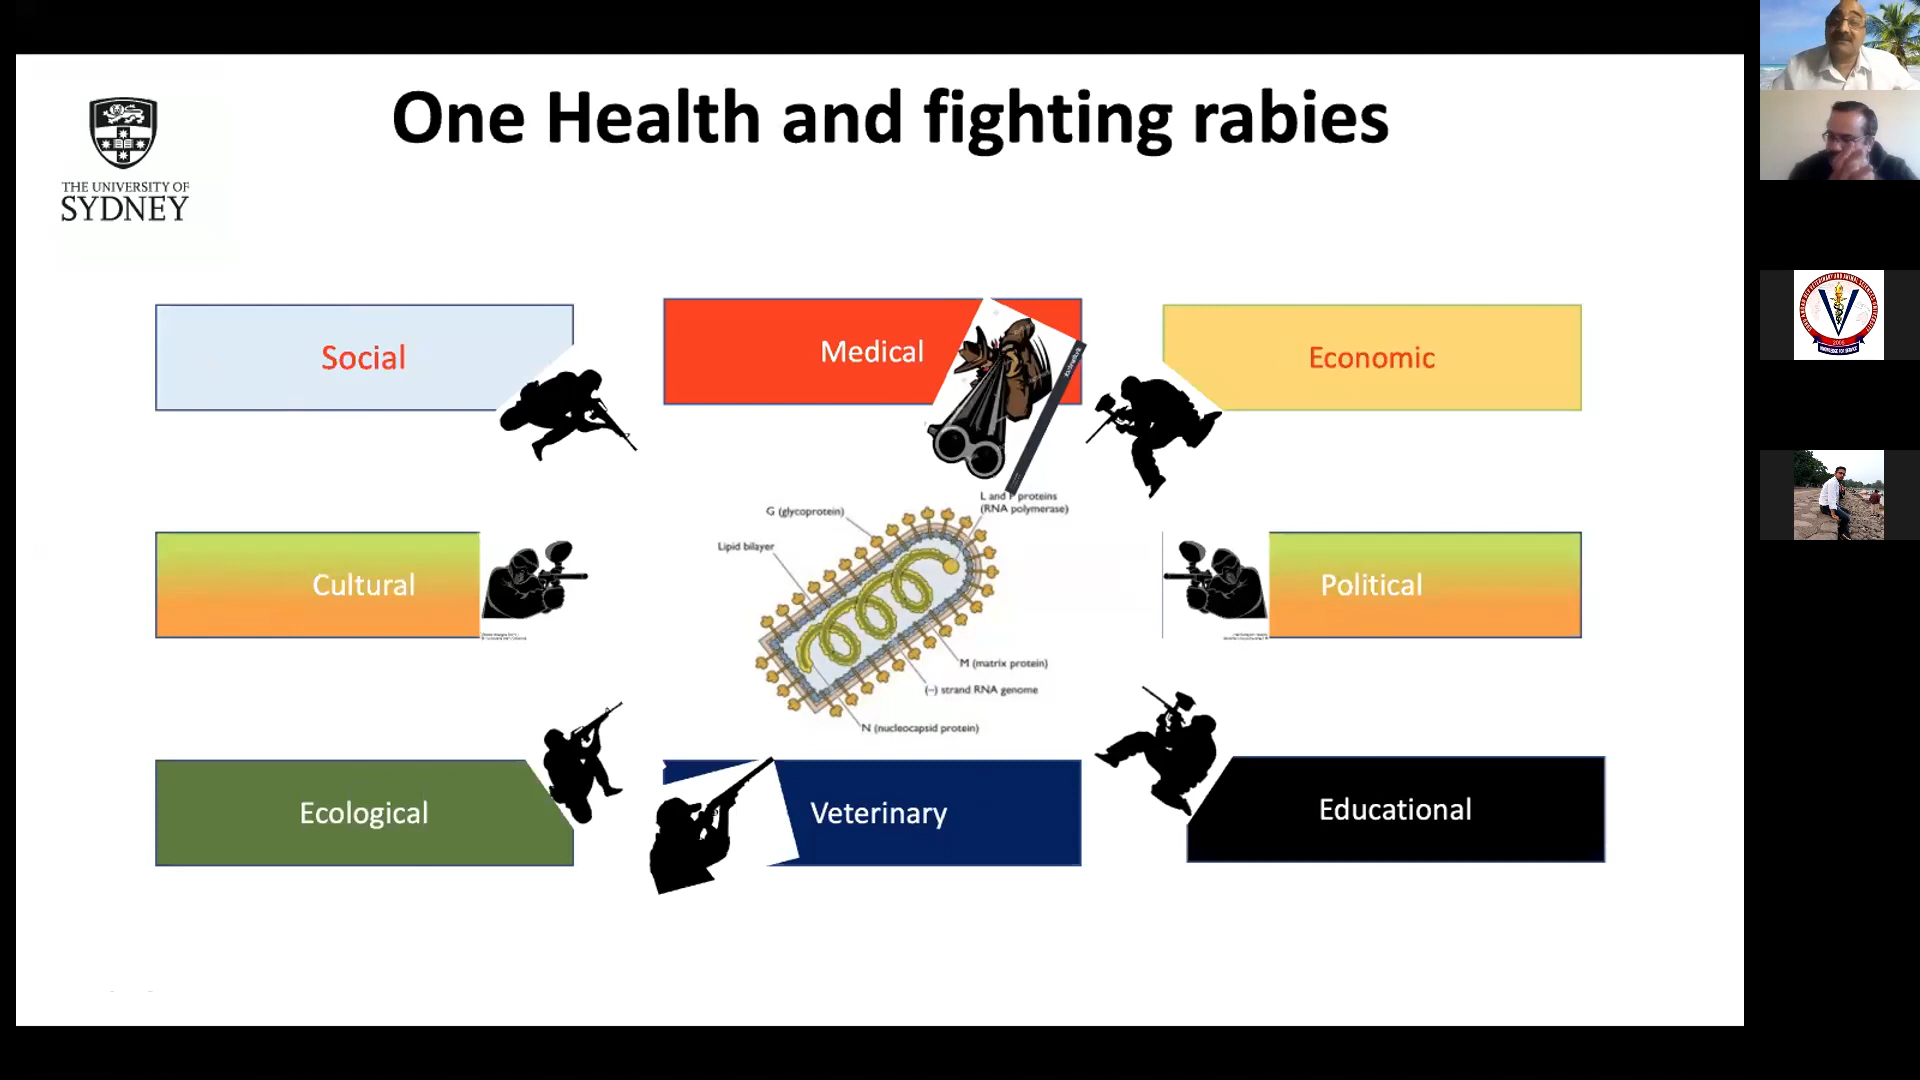 One Health and fighting rabies
THE UNIVERSITY OF
SYDNEY
Social
Medical
Economic
L and P proteins
(RNA polymerase)
G (glycoprotein)
Lipid bilayer
Cultural
Political
M (matrix protein)
(-) strand RNA genome
N (nucleocapsid protein)
Ecological
Veterinary
Educational